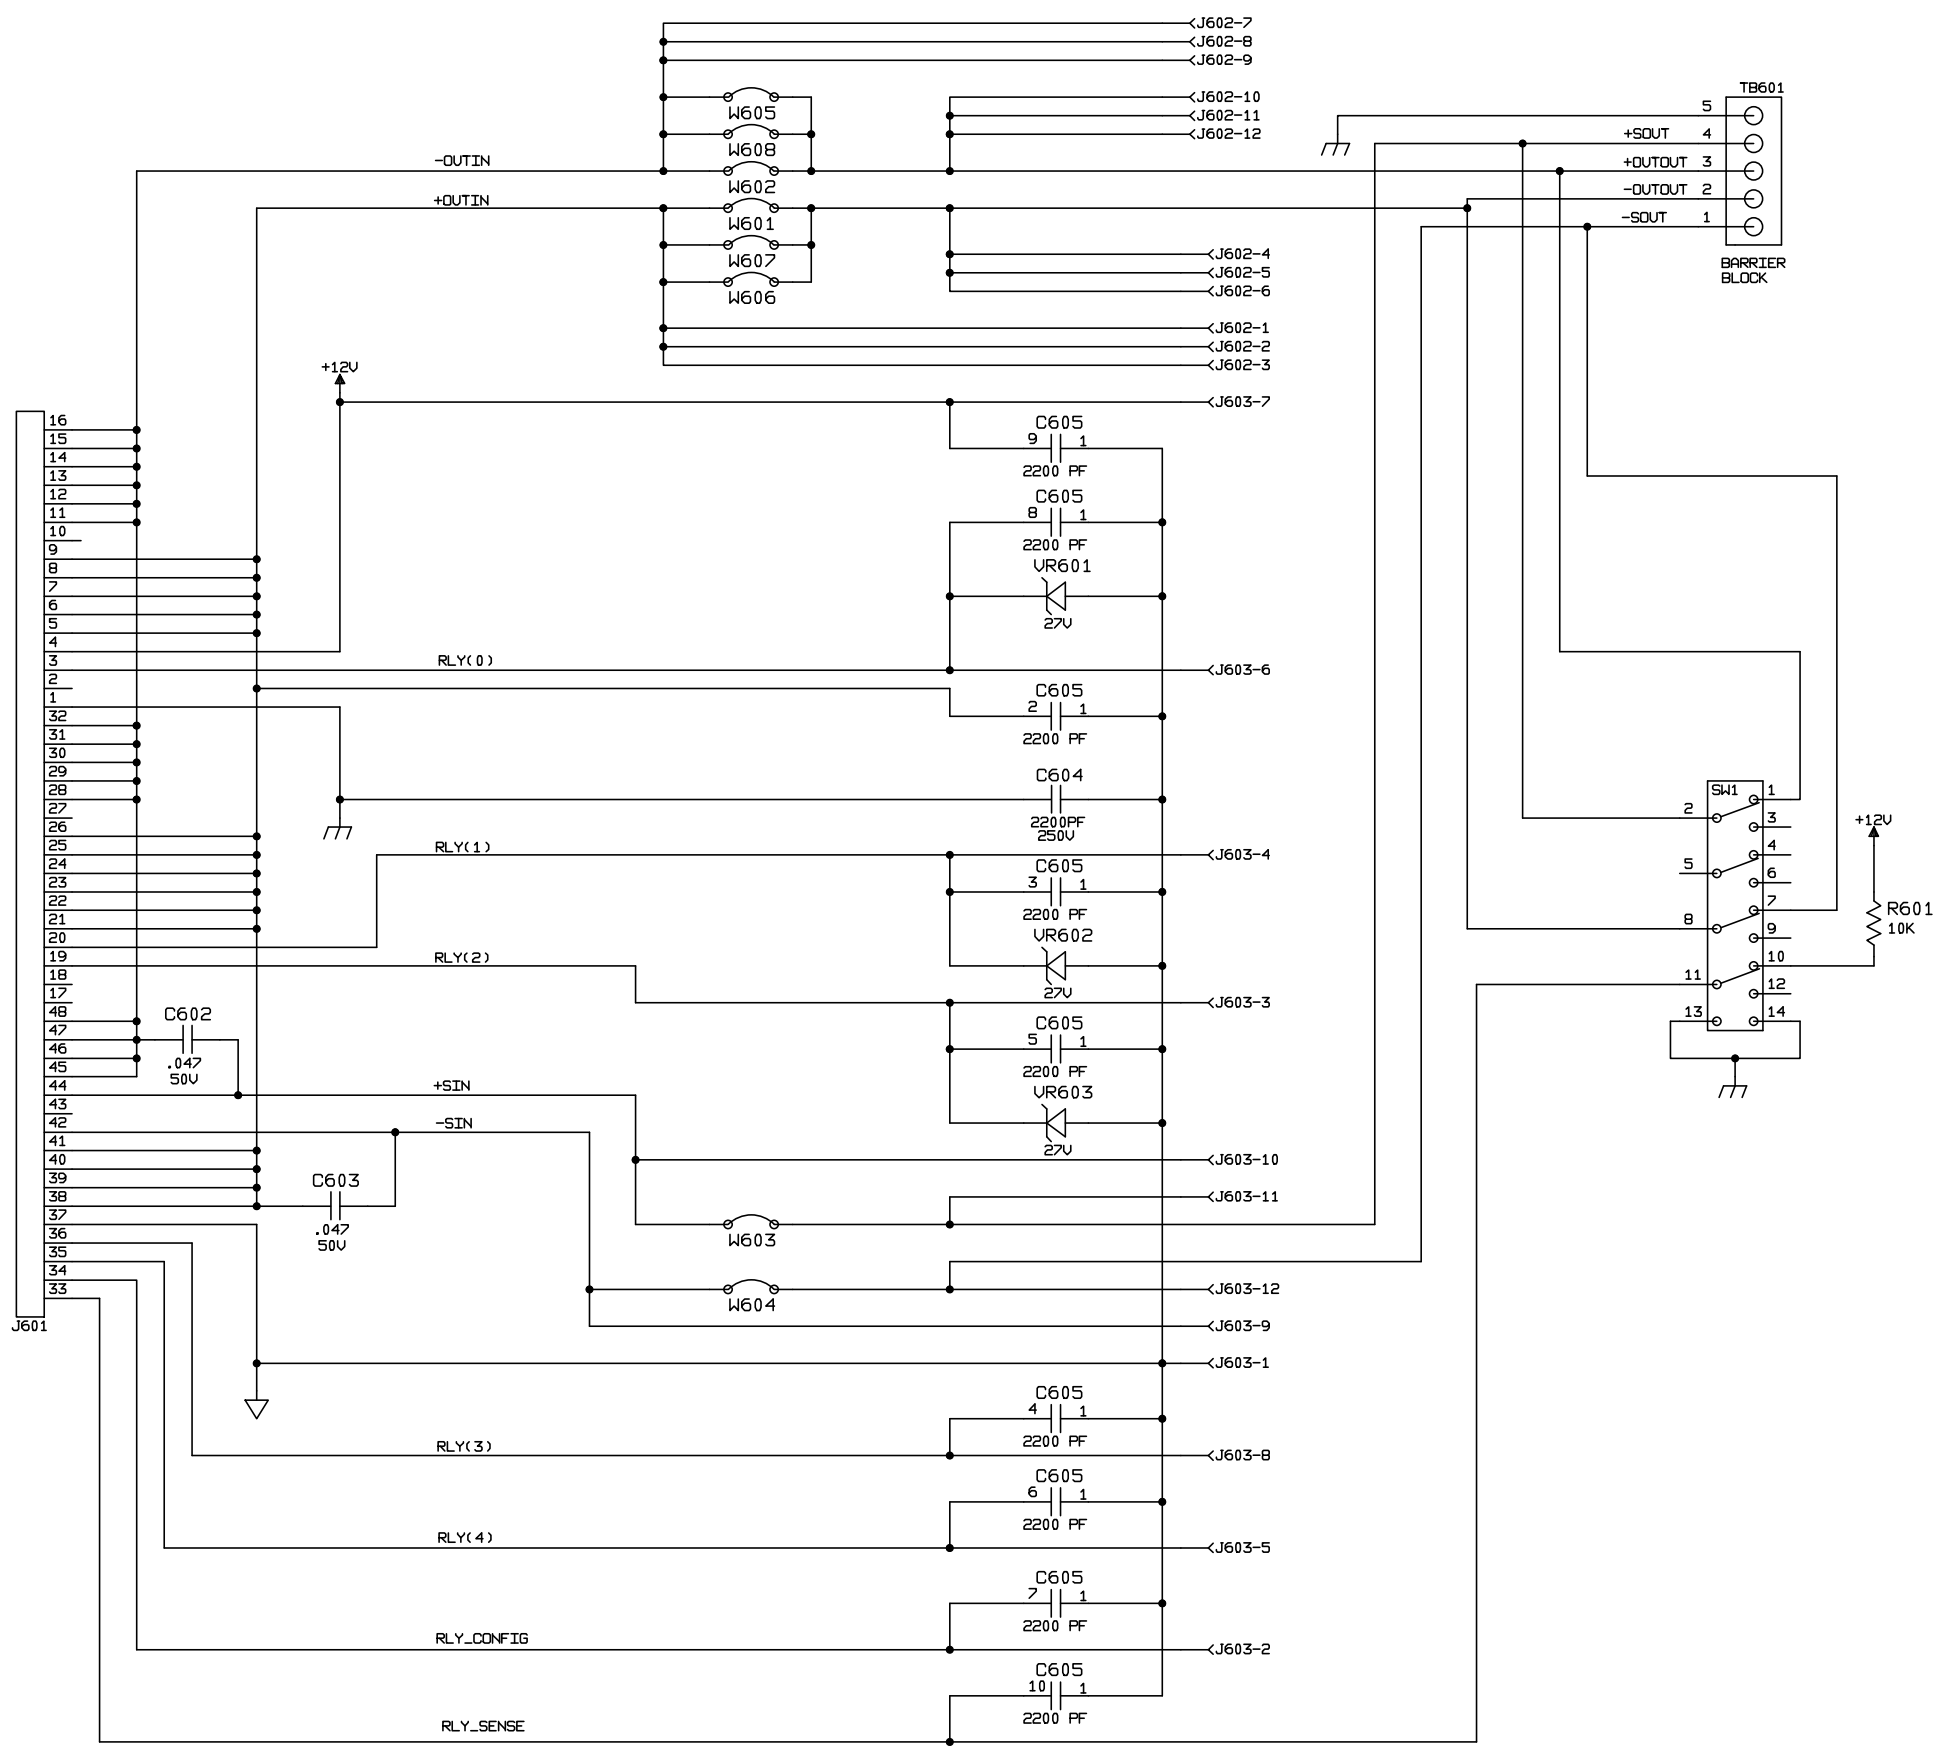 J602-7
J602-8
J602-9
W605
J602-10
J602-11
W608
J602-12
-OUTIN
W602
+OUTIN
W601
W607
J602-4
J602-5
W606
J602-6
J602-1
J602-2
J602-3
TB601
5
+SOUT 4
+OUTOUT 3
-OUTOUT 2
-SOUT 1
BARRIER
BLOCK
+12V
J603-7
C605
9 1
2200 PF
C605
8 1
2200 PF
VR601
27V
RLY(0)
J603-6
C605
2 1
2200 PF
C604
2200PF
250V
RLY(1)
J603-4
C605
3 1
2200 PF
VR602
27V
RLY(2)
J603-3
C605
5 1
2200 PF
VR603
27V
16
15
14
13
12
11
10
9
8
7
6
5
4
3
2
1
32
31
30
29
28
27
26
25
24
23
22
21
20
19
18
17
48
47
46
45
44
43
42
41
40
39
38
37
36
35
34
33
J601
C602
.047
50V
+SIN
-SIN
C603
.047
50V
J603-10
J603-11
W603
W604
J603-12
J603-9
J603-1
C605
4 1
2200 PF
RLY(3)
J603-8
C605
6 1
2200 PF
RLY(4)
J603-5
C605
7 1
2200 PF
RLY_CONFIG
J603-2
C605
10 1
2200 PF
RLY_SENSE
SW1
1
2
3
4
5
6
7
8
9
10
11
12
13
14
+12V
R601
10K